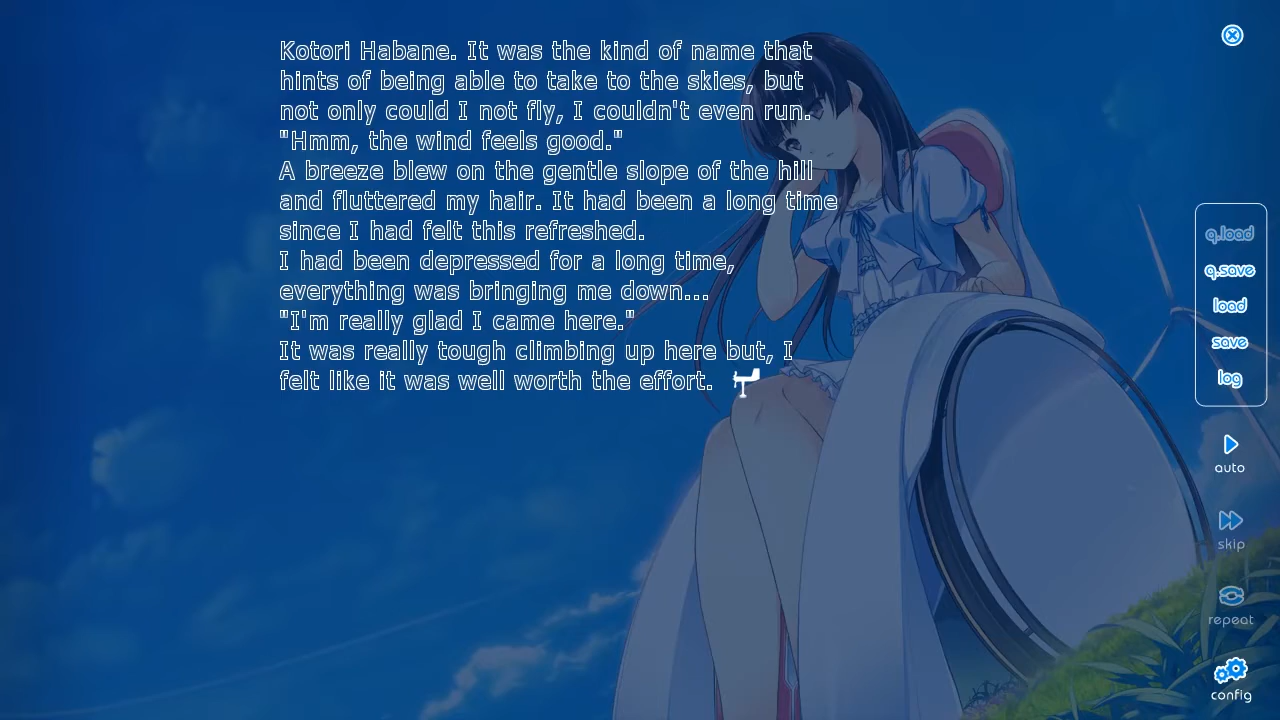 Kotori Habane. It was the kind of name that
hints of being able to take to the skies, but
not only could I not fly, I couldn't even run.
"Hmm, the wind feels good."
A breeze blew on the gentle slope of the hill
and fluttered my hair. It had been a long time
since I had felt this refreshed.
I had been depressed for a long time,
everything was bringing me down...
"I'm really glad I came here."
It was really tough climbing up here but, I
felt like it was well worth the effort.
q.load
q.save
load
save
log
auto
skip
repeat
config